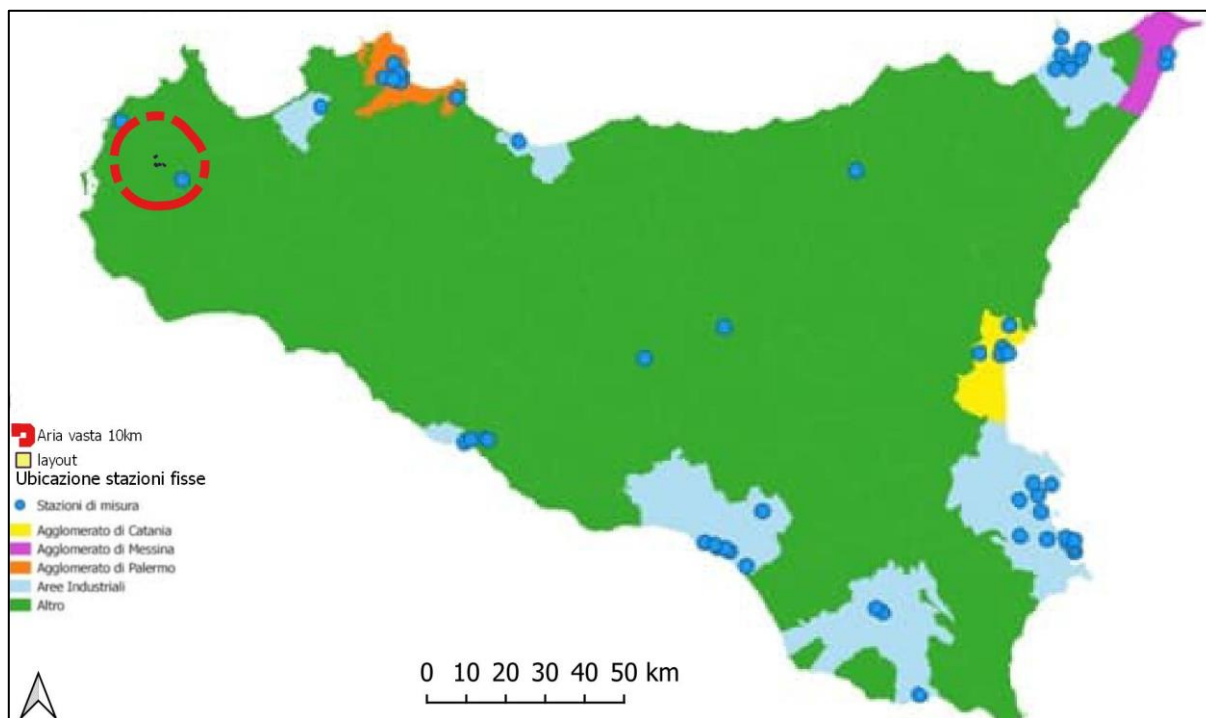 Aria vasta 10km
layout
Ubicazione stazioni fisse
Stazioni di misura
Agglomerato di Catania
Agglomerato di Messina
Agglomerato di Palermo
Aree Industriali
Altro
0 10 20 30 40 50 km